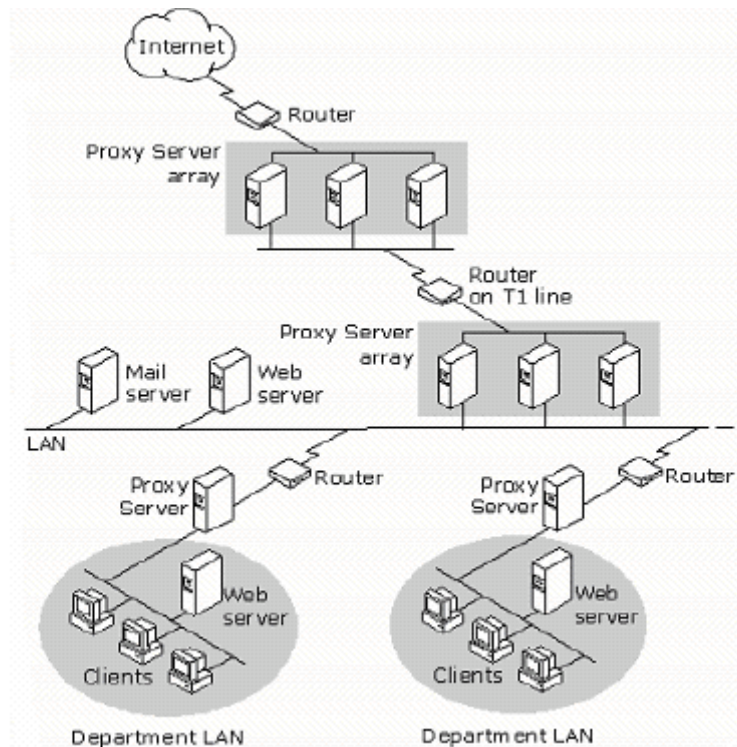 Internet
Router
Proxy Server
array
Router
on T1 line
Proxy Server
array
Mail
server
Web
server
LAN
Proxy
Server
Router
Proxy
Server
Router
Web
server
Clients
Web
server
Clients
Department LAN
Department LAN